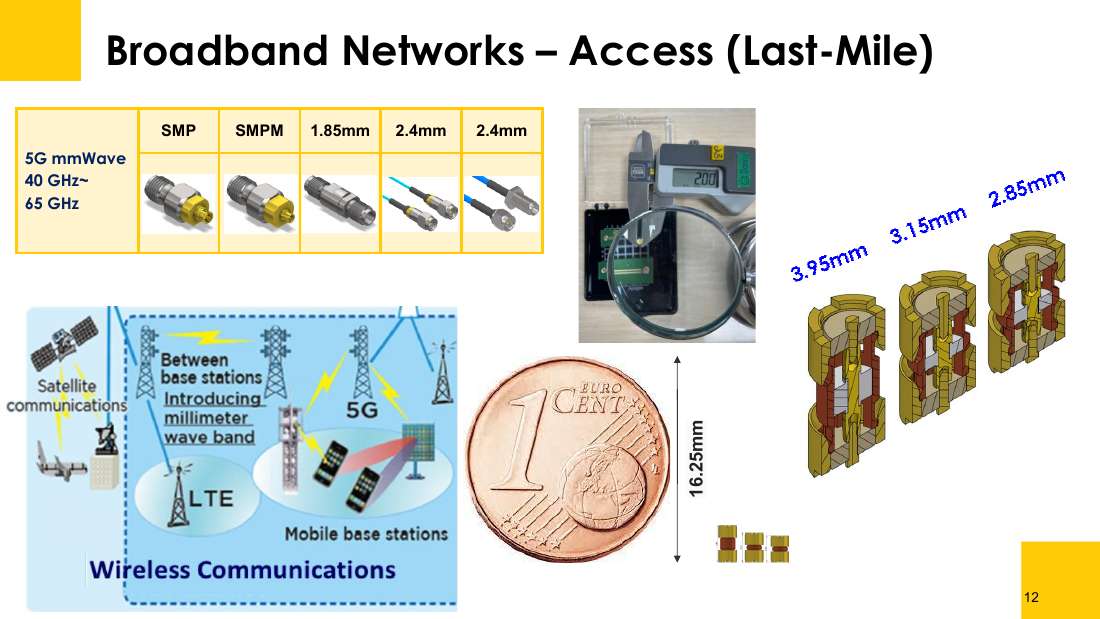 Broadband Networks – Access (Last-Mile)
5G mmWave
40 GHz~
65 GHz
SMP
SMPM
1.85mm
2.4mm
2.4mm
2.00
3.95mm
3.15mm
2.85mm
Satellite
communications
Between
base stations
Introducing
millimeter
wave band
5G
LTE
Mobile base stations
Wireless Communications
1
EURO
CENT
16.25mm
12